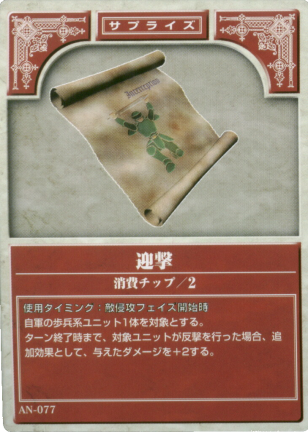 サプライズ
迎撃
消費チップ／2
使用タイミング：敵侵攻フェイズ開始時
自軍の歩兵系ユニット1体を対象とする。
ターン終了時まで、対象ユニットが反撃を行った場合、追
加効果として、与えたダメージを+2する。
AN-077